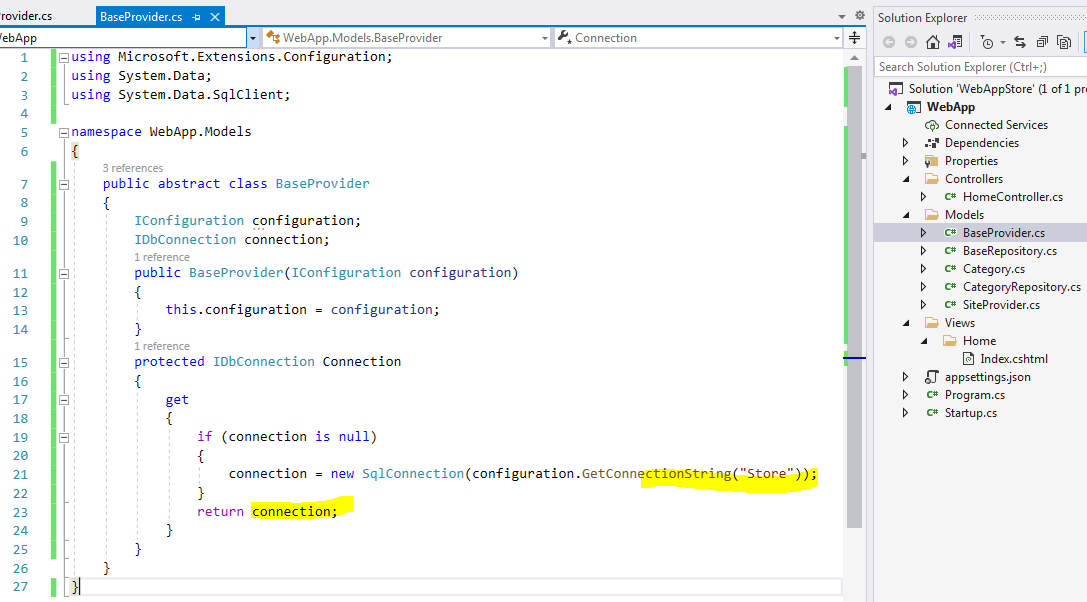 rovider.cs
BaseProvider.cs
ebApp
WebApp.Models.BaseProvider
Connection
1 using Microsoft.Extensions.Configuration;
2 using System.Data;
3 using System.Data.SqlClient;
4
5 namespace WebApp.Models
6 {
3 references
7 public abstract class BaseProvider
8 {
9 IConfiguration configuration;
10 IDbConnection connection;
1 reference
11 public BaseProvider(IConfiguration configuration)
12 {
13 this.configuration = configuration;
14 }
1 reference
15 protected IDbConnection Connection
16 {
17 get
18 {
19 if (connection is null)
20 {
21 connection = new SqlConnection(configuration.GetConnectionString("Store"));
22 }
23 return connection;
24 }
25 }
26 }
27 }
Solution Explorer
Search Solution Explorer (Ctrl+;)
Solution 'WebAppStore' (1 of 1 pr
WebApp
Connected Services
Dependencies
Properties
Controllers
C# HomeController.cs
Models
C# BaseProvider.cs
C# BaseRepository.cs
C# Category.cs
C# CategoryRepository.cs
C# SiteProvider.cs
Views
Home
Index.cshtml
appsettings.json
C# Program.cs
C# Startup.cs